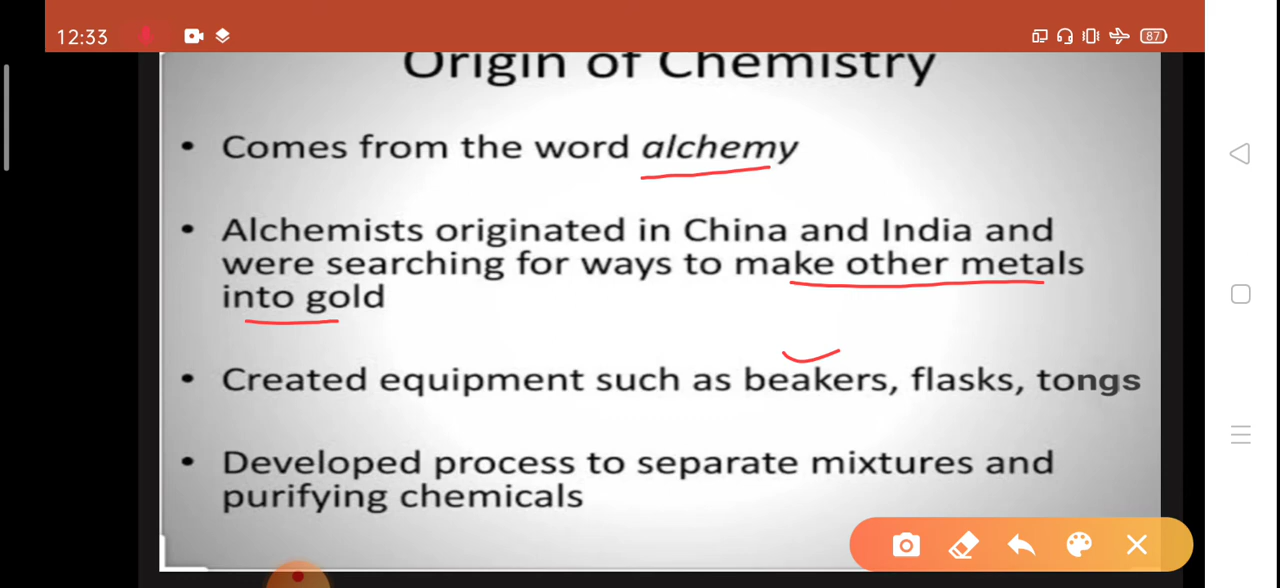 12:33
87
Origin of Chemistry
• Comes from the word alchemy
• Alchemists originated in China and India and
were searching for ways to make other metals
into gold
• Created equipment such as beakers, flasks, tongs
• Developed process to separate mixtures and
purifying chemicals